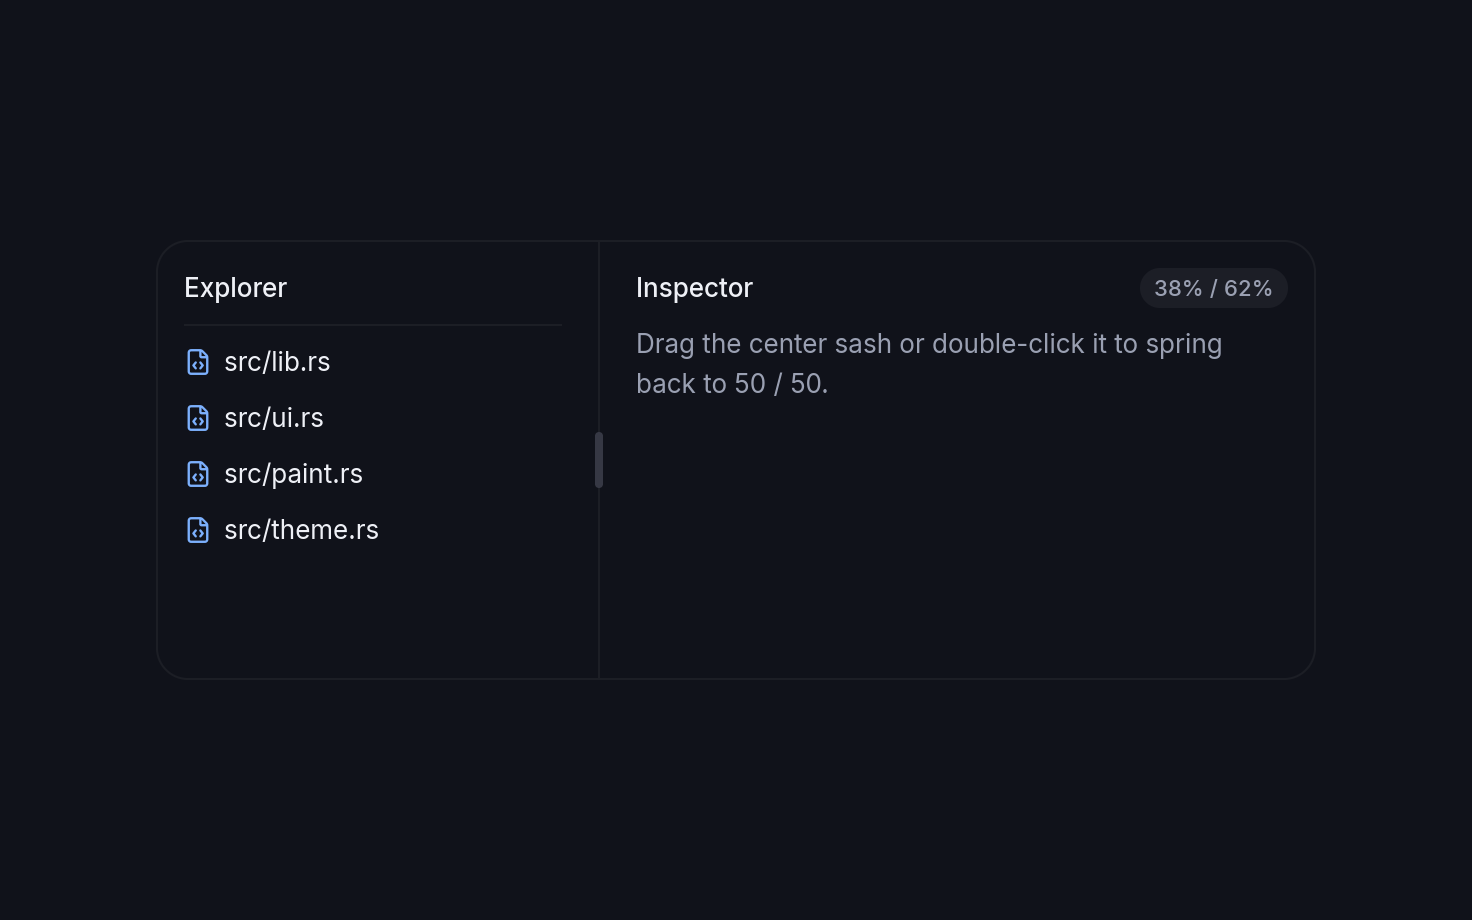 Explorer
src/lib.rs
src/ui.rs
src/paint.rs
src/theme.rs
Inspector
38% / 62%
Drag the center sash or double-click it to spring
back to 50 / 50.